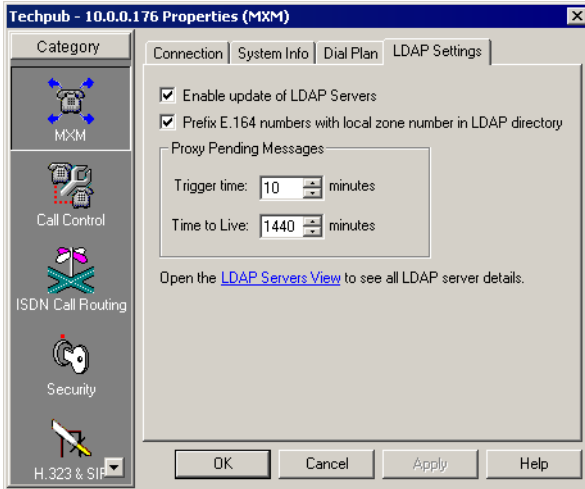 Techpub - 10.0.0.176 Properties (MXM)
Category
MXM
Call Control
ISDN Call Routing
Security
H.323 & SIP
Connection System Info Dial Plan LDAP Settings
Enable update of LDAP Servers
Prefix E.164 numbers with local zone number in LDAP directory
Proxy Pending Messages
Trigger time: 10 minutes
Time to Live: 1440 minutes
Open the LDAP Servers View to see all LDAP server details.
OK Cancel Apply Help